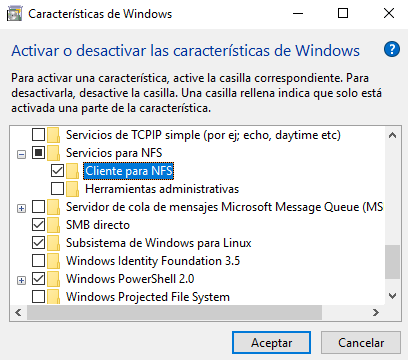 Características de Windows
Activar o desactivar las características de Windows
Para activar una característica, active la casilla correspondiente. Para
desactivarla, desactive la casilla. Una casilla rellena indica que solo está
activada una parte de la característica.
Servicios de TCPIP simple (por ej; echo, daytime etc)
Servicios para NFS
Cliente para NFS
Herramientas administrativas
Servidor de cola de mensajes Microsoft Message Queue (MS
SMB directo
Subsistema de Windows para Linux
Windows Identity Foundation 3.5
Windows PowerShell 2.0
Windows Projected File System
Aceptar
Cancelar